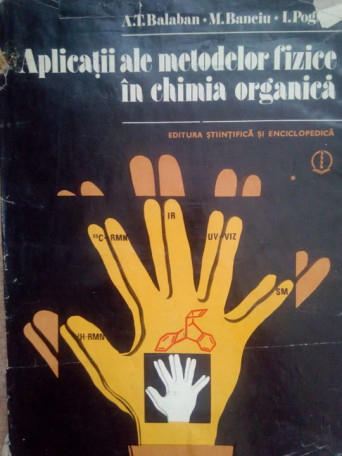 A.T. Balaban · M. Banciu ·
Aplicații ale metodelor fizice
în chimia organică
EDITURA ȘTIINȚIFICĂ ȘI ENCICLOPEDICĂ
IR
¹³C-RMN
UV-VIZ
SM
¹H-RMN